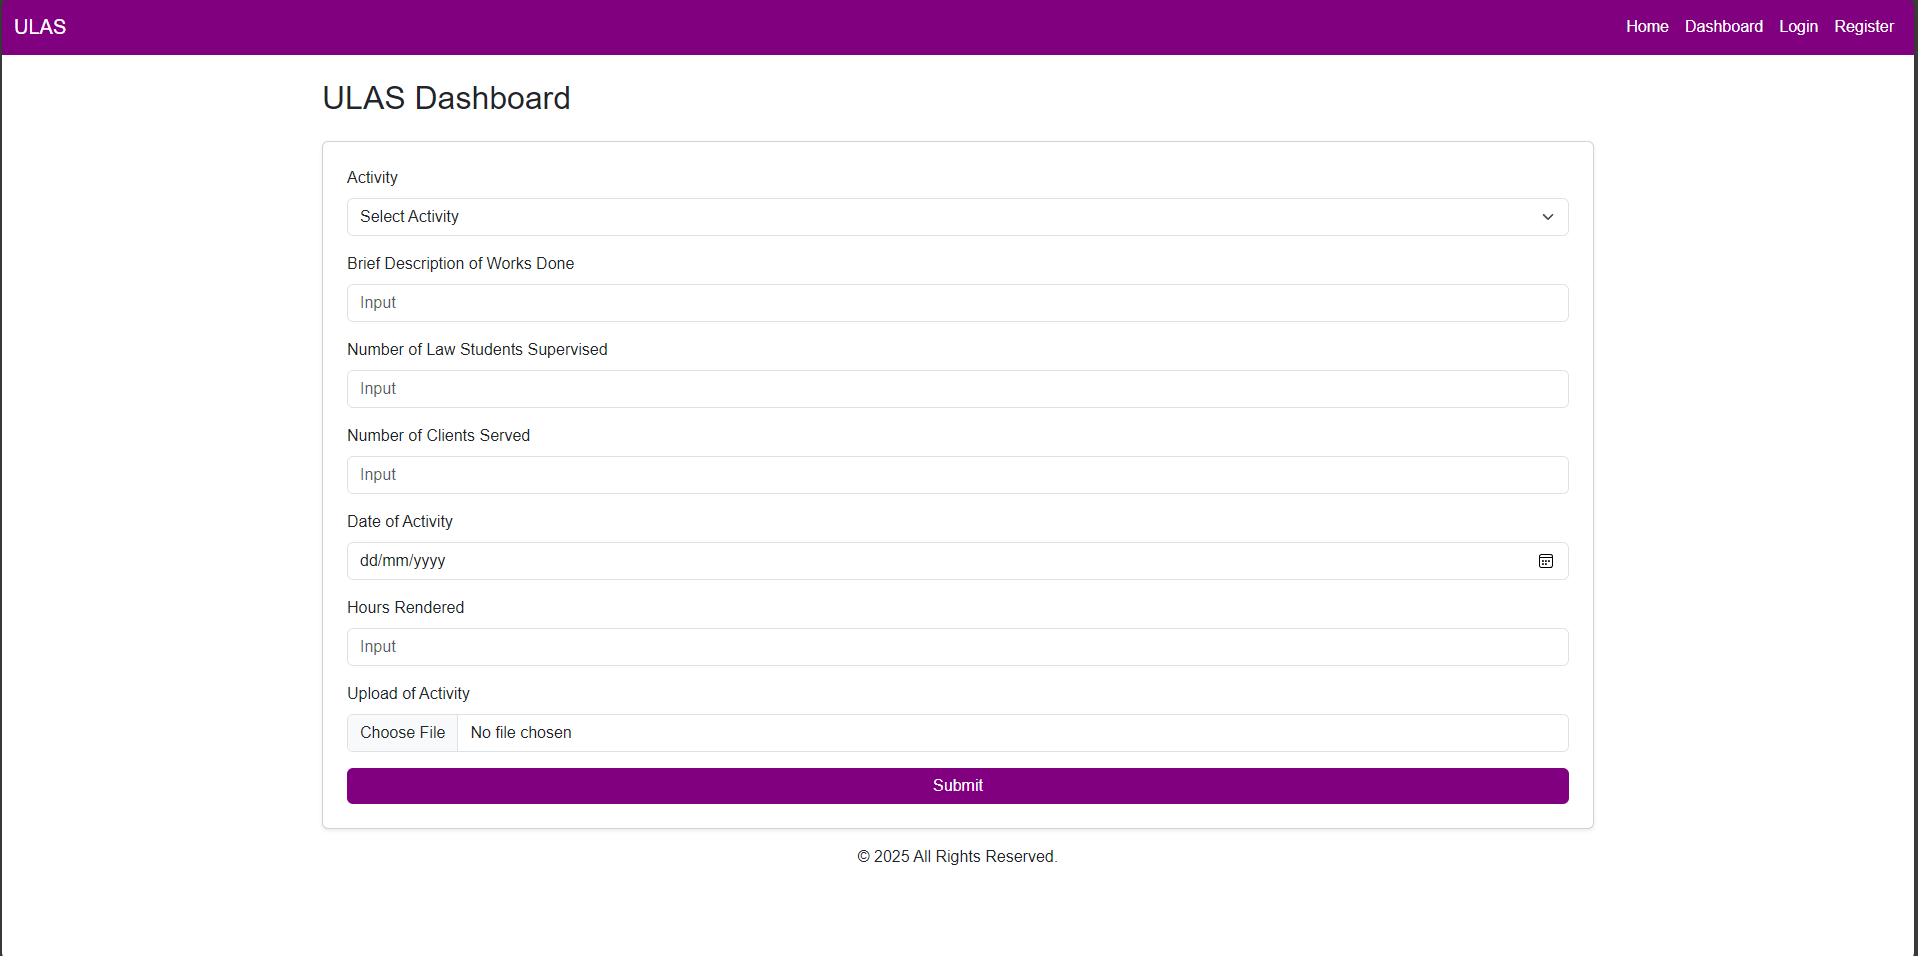 ULAS
Home Dashboard Login Register
ULAS Dashboard
Activity
Select Activity
Brief Description of Works Done
Input
Number of Law Students Supervised
Input
Number of Clients Served
Input
Date of Activity
dd/mm/yyyy
Hours Rendered
Input
Upload of Activity
Choose File No file chosen
Submit
© 2025 All Rights Reserved.